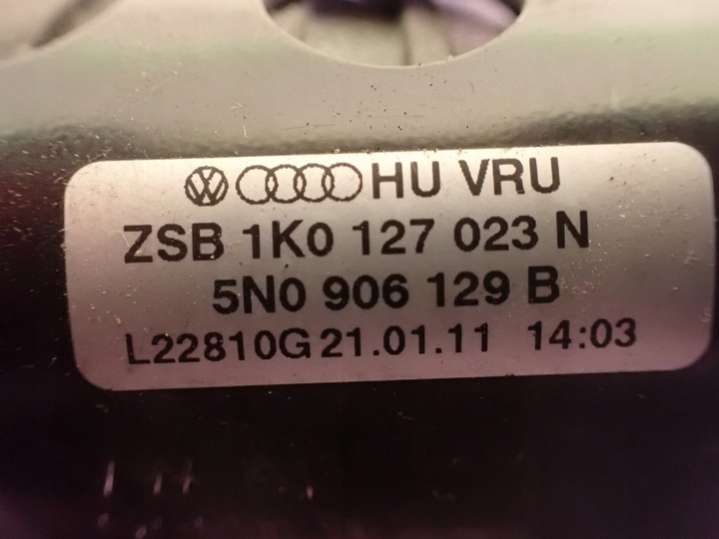 HU VRU
ZSB 1K0 127 023 N
5N0 906 129 B
L22810G 21.01.11 14:03